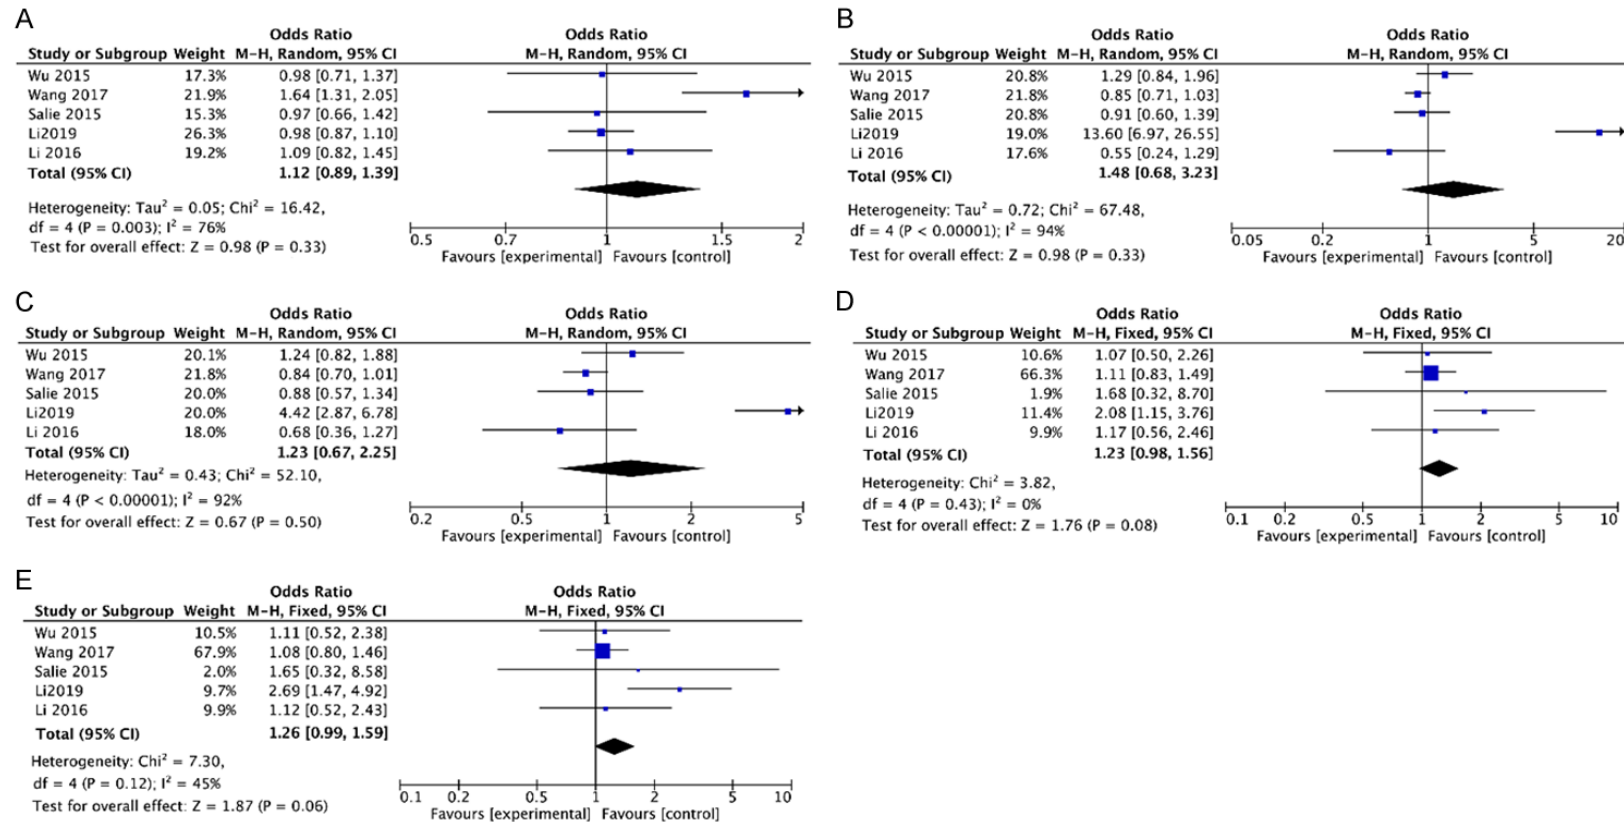 A
Odds Ratio Odds Ratio
Study or Subgroup Weight M-H, Random, 95% CI M-H, Random, 95% CI
Wu 2015 17.3% 0.98 [0.71, 1.37]
Wang 2017 21.9% 1.64 [1.31, 2.05]
Salie 2015 15.3% 0.97 [0.66, 1.42]
Li2019 26.3% 0.98 [0.87, 1.10]
Li 2016 19.2% 1.09 [0.82, 1.45]
Total (95% CI) 1.12 [0.89, 1.39]
Heterogeneity: Tau² = 0.05; Chi² = 16.42,
df = 4 (P = 0.003); I² = 76%
Test for overall effect: Z = 0.98 (P = 0.33)
0.5 0.7 1 1.5 2
Favours [experimental] Favours [control]
B
Odds Ratio Odds Ratio
Study or Subgroup Weight M-H, Random, 95% CI M-H, Random, 95% CI
Wu 2015 20.8% 1.29 [0.84, 1.96]
Wang 2017 21.8% 0.85 [0.71, 1.03]
Salie 2015 20.8% 0.91 [0.60, 1.39]
Li2019 19.0% 13.60 [6.97, 26.55]
Li 2016 17.6% 0.55 [0.24, 1.29]
Total (95% CI) 1.48 [0.68, 3.23]
Heterogeneity: Tau² = 0.72; Chi² = 67.48,
df = 4 (P < 0.00001); I² = 94%
Test for overall effect: Z = 0.98 (P = 0.33)
0.05 0.2 1 5 20
Favours [experimental] Favours [control]
C
Odds Ratio Odds Ratio
Study or Subgroup Weight M-H, Random, 95% CI M-H, Random, 95% CI
Wu 2015 20.1% 1.24 [0.82, 1.88]
Wang 2017 21.8% 0.84 [0.70, 1.01]
Salie 2015 20.0% 0.88 [0.57, 1.34]
Li2019 20.0% 4.42 [2.87, 6.78]
Li 2016 18.0% 0.68 [0.36, 1.27]
Total (95% CI) 1.23 [0.67, 2.25]
Heterogeneity: Tau² = 0.43; Chi² = 52.10,
df = 4 (P < 0.00001); I² = 92%
Test for overall effect: Z = 0.67 (P = 0.50)
0.2 0.5 1 2 5
Favours [experimental] Favours [control]
D
Odds Ratio Odds Ratio
Study or Subgroup Weight M-H, Fixed, 95% CI M-H, Fixed, 95% CI
Wu 2015 10.6% 1.07 [0.50, 2.26]
Wang 2017 66.3% 1.11 [0.83, 1.49]
Salie 2015 1.9% 1.68 [0.32, 8.70]
Li2019 11.4% 2.08 [1.15, 3.76]
Li 2016 9.9% 1.17 [0.56, 2.46]
Total (95% CI) 1.23 [0.98, 1.56]
Heterogeneity: Chi² = 3.82,
df = 4 (P = 0.43); I² = 0%
Test for overall effect: Z = 1.76 (P = 0.08)
0.1 0.2 0.5 1 2 5 10
Favours [experimental] Favours [control]
E
Odds Ratio Odds Ratio
Study or Subgroup Weight M-H, Fixed, 95% CI M-H, Fixed, 95% CI
Wu 2015 10.5% 1.11 [0.52, 2.38]
Wang 2017 67.9% 1.08 [0.80, 1.46]
Salie 2015 2.0% 1.65 [0.32, 8.58]
Li2019 9.7% 2.69 [1.47, 4.92]
Li 2016 9.9% 1.12 [0.52, 2.43]
Total (95% CI) 1.26 [0.99, 1.59]
Heterogeneity: Chi² = 7.30,
df = 4 (P = 0.12); I² = 45%
Test for overall effect: Z = 1.87 (P = 0.06)
0.1 0.2 0.5 1 2 5 10
Favours [experimental] Favours [control]